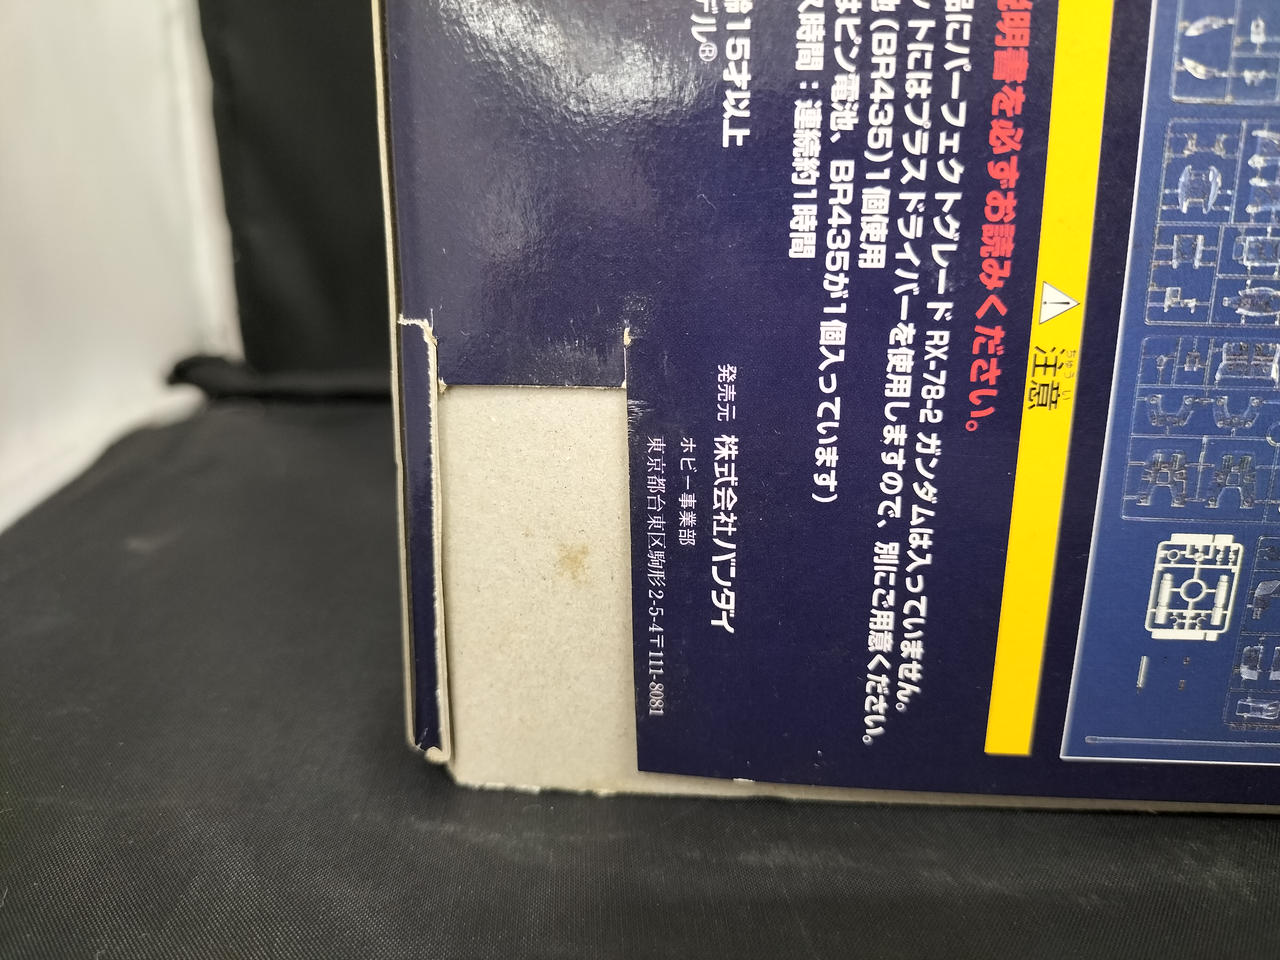 説明書を必ずお読みください。
注意
ちゅうい
品にパーフェクトグレード RX-78-2 ガンダムは入っていません。
ットにはプラスドライバーを使用しますので、別にご用意ください。
池(BR435)1個使用
はピン電池、BR435が1個入っています)
時間：連続約1時間
齢15才以上
デル®
発売元 株式会社バンダイ
ホビー事業部
東京都台東区駒形2-5-4〒111-8081